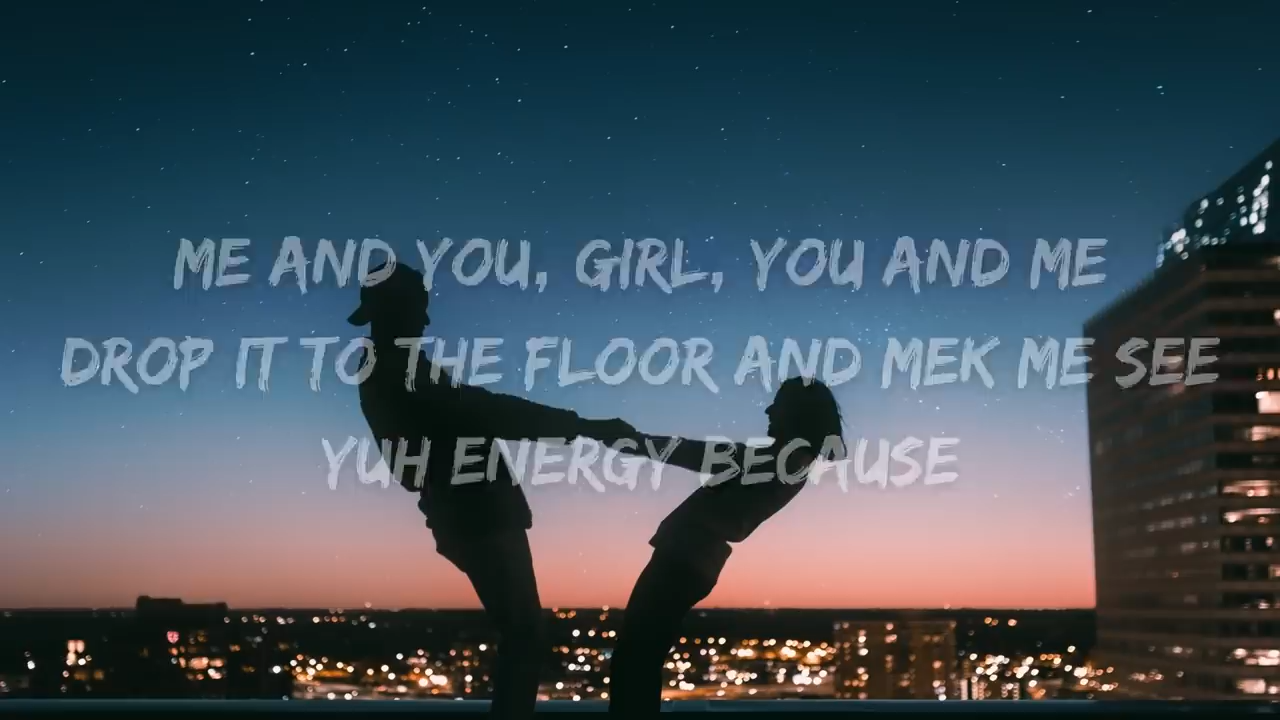 ME AND YOU, GIRL, YOU AND ME
DROP IT TO THE FLOOR AND MEK ME SEE
YUH ENERGY BECAUSE